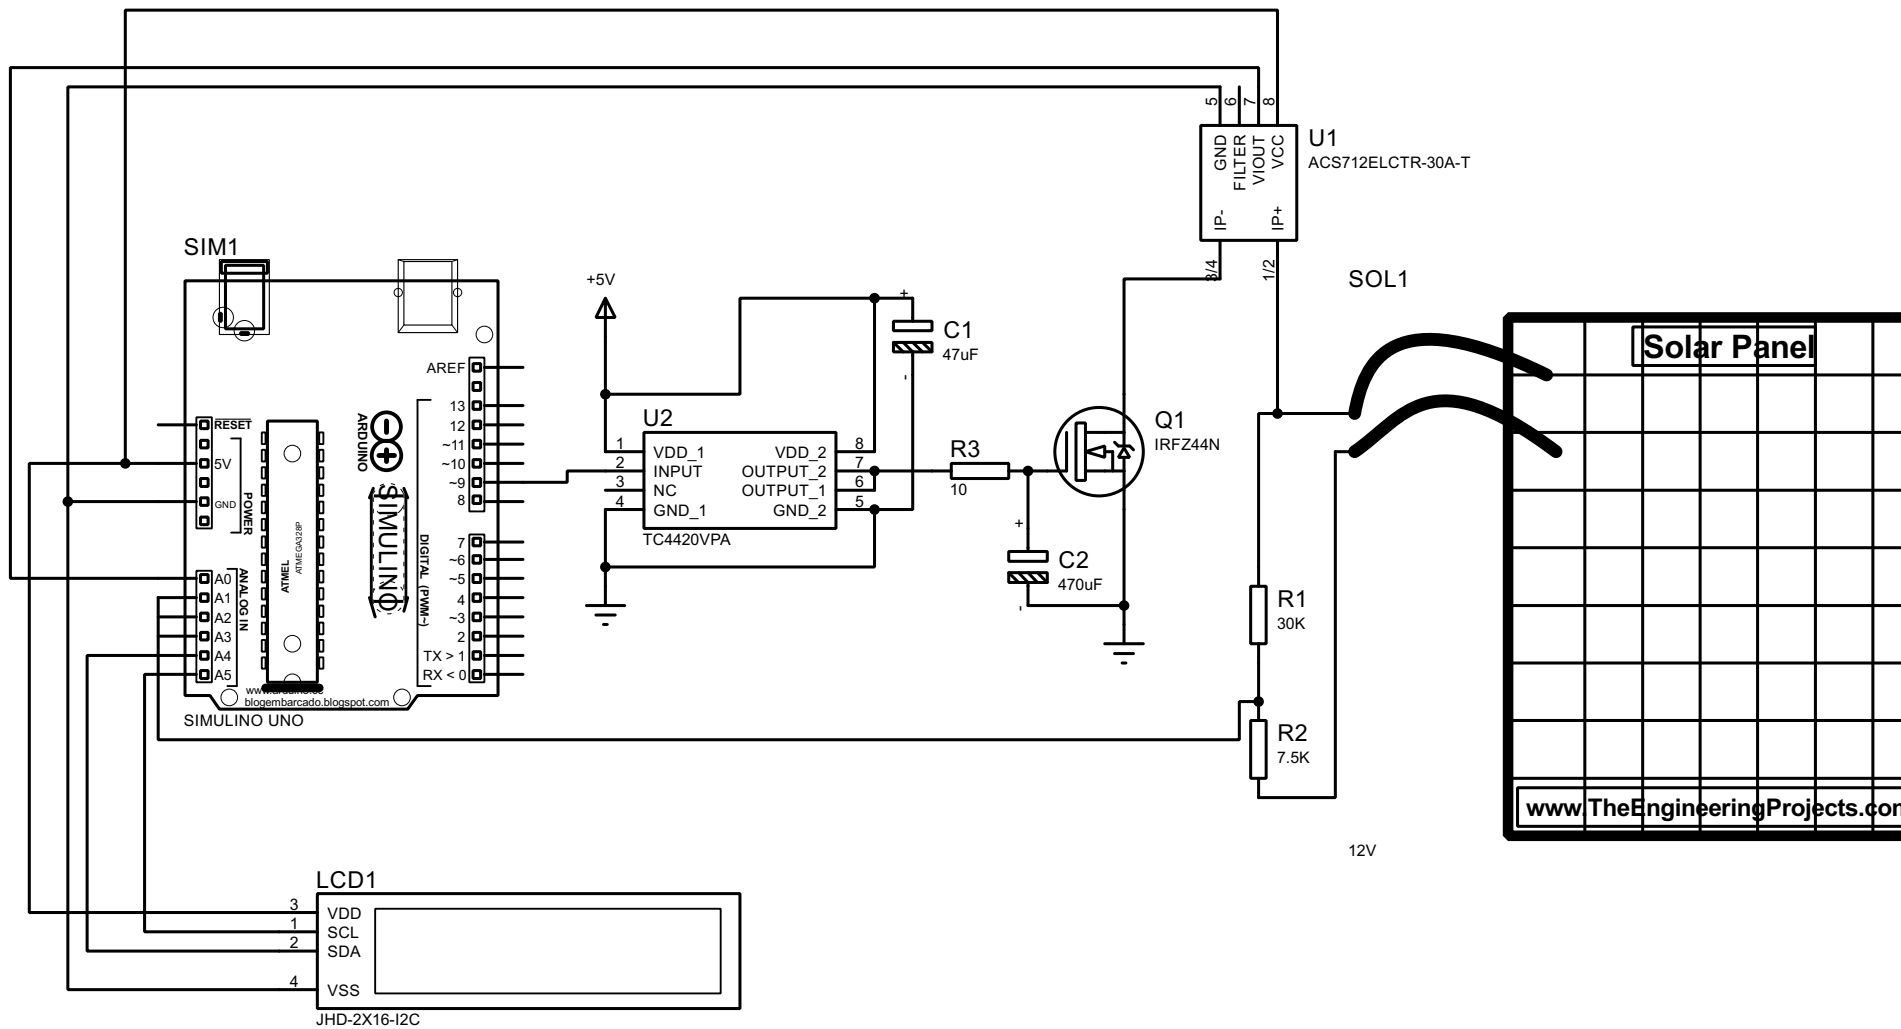 5
6
7
8
GND
FILTER
VIOUT
VCC
IP-
IP+
3/4
1/2
U1
ACS712ELCTR-30A-T
SIM1
+5V
SOL1
Solar Panel
C1
47uF
+
-
AREF
13
12
~11
~10
~9
8
7
~6
~5
4
~3
2
TX > 1
RX < 0
RESET
5V
GND
POWER
A0
A1
A2
A3
A4
A5
ANALOG IN
ATMEL
ATMEGA328P
ARDUINO
SIMULINO
DIGITAL (PWM~)
blogembarcado.blogspot.com
SIMULINO UNO
U2
1
2
3
4
VDD_1
INPUT
NC
GND_1
VDD_2
OUTPUT_2
OUTPUT_1
GND_2
8
7
6
5
TC4420VPA
R3
10
Q1
IRFZ44N
+
-
C2
470uF
R1
30K
R2
7.5K
www.TheEngineeringProjects.com
12V
LCD1
3
1
2
4
VDD
SCL
SDA
VSS
JHD-2X16-I2C